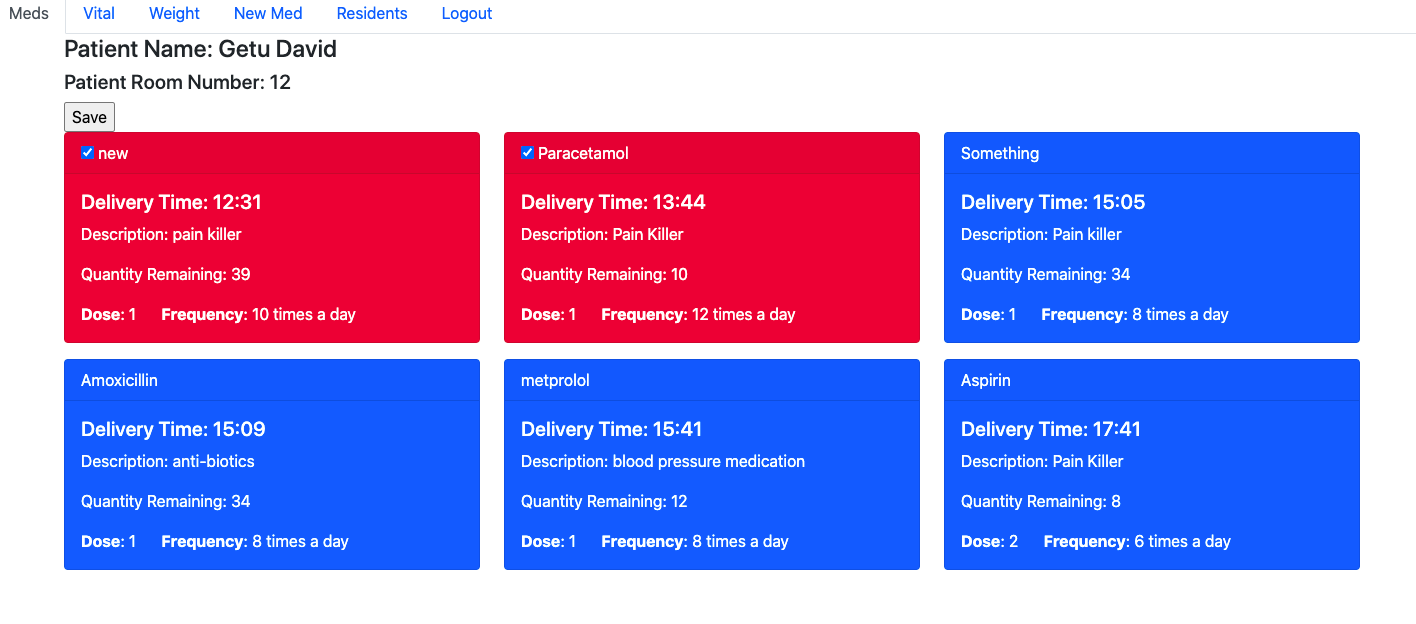 Meds Vital Weight New Med Residents Logout
Patient Name: Getu David
Patient Room Number: 12
Save
new
Delivery Time: 12:31
Description: pain killer
Quantity Remaining: 39
Dose: 1 Frequency: 10 times a day
Paracetamol
Delivery Time: 13:44
Description: Pain Killer
Quantity Remaining: 10
Dose: 1 Frequency: 12 times a day
Something
Delivery Time: 15:05
Description: Pain killer
Quantity Remaining: 34
Dose: 1 Frequency: 8 times a day
Amoxicillin
Delivery Time: 15:09
Description: anti-biotics
Quantity Remaining: 34
Dose: 1 Frequency: 8 times a day
metprolol
Delivery Time: 15:41
Description: blood pressure medication
Quantity Remaining: 12
Dose: 1 Frequency: 8 times a day
Aspirin
Delivery Time: 17:41
Description: Pain Killer
Quantity Remaining: 8
Dose: 2 Frequency: 6 times a day